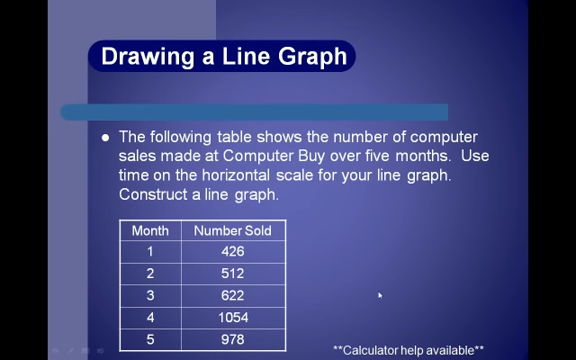 Drawing a Line Graph
The following table shows the number of computer
sales made at Computer Buy over five months. Use
time on the horizontal scale for your line graph.
Construct a line graph.
Month Number Sold
1 426
2 512
3 622
4 1054
5 978
**Calculator help available**